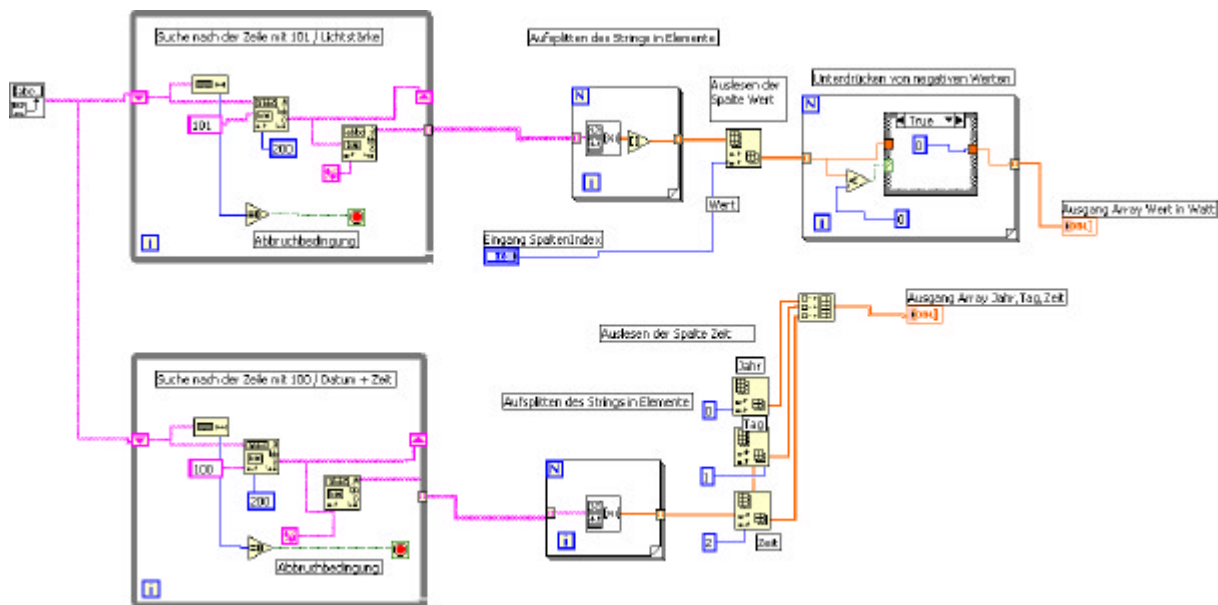 Suche nach der Zeile mit 101 / Lichtstärke
101
200
Abbruchbedingung
i
Aufsplitten des Strings in Elemente
N
i
Auslesen der
Spalte Wert
Wert
Eingang SpaltenIndex
Unterdrücken von negativen Werten
N
True
0
0
i
Ausgang Array Wert in Watt
Ausgang Array Jahr,Tag,Zeit
Auslesen der Spalte Zeit
Suche nach der Zeile mit 100 / Datum + Zeit
100
200
Abbruchbedingung
i
Aufsplitten des Strings in Elemente
N
i
Jahr
0
Tag
1
2
Zeit